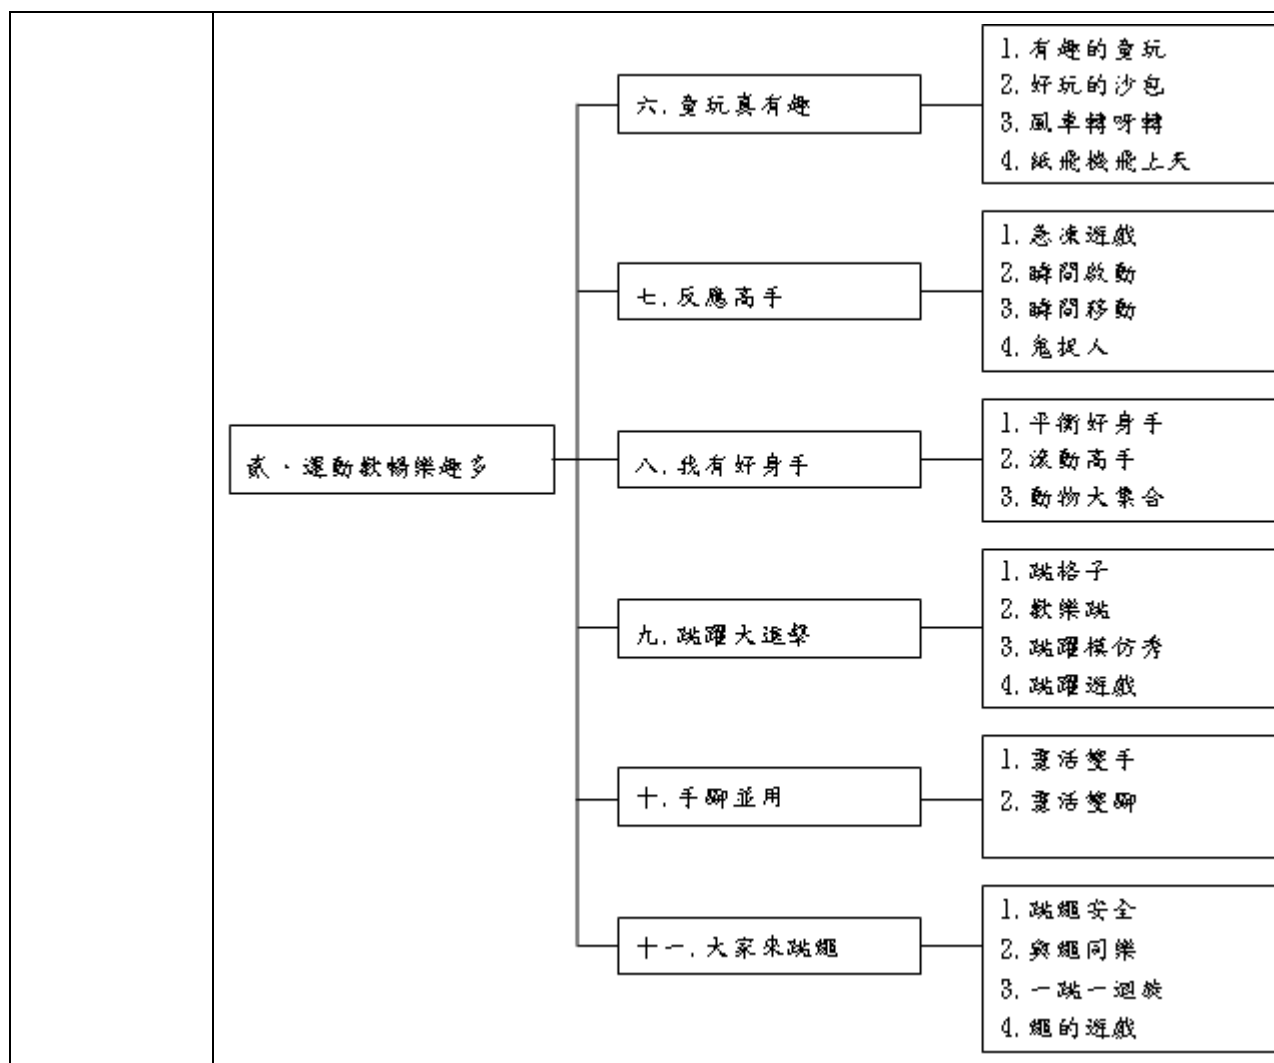 貳、運動歡暢樂趣多
六.童玩真有趣
1.有趣的童玩
2.好玩的沙包
3.風車轉呀轉
4.紙飛機飛上天
七.反應高手
1.急凍遊戲
2.瞬間啟動
3.瞬間移動
4.鬼捉人
八.我有好身手
1.平衡好身手
2.滾動高手
3.動物大集合
九.跳躍大進擊
1.跳格子
2.歡樂跳
3.跳躍模仿秀
4.跳躍遊戲
十.手腳並用
1.靈活雙手
2.靈活雙腳
十一.大家來跳繩
1.跳繩安全
2.與繩同樂
3.一跳一迴旋
4.繩的遊戲